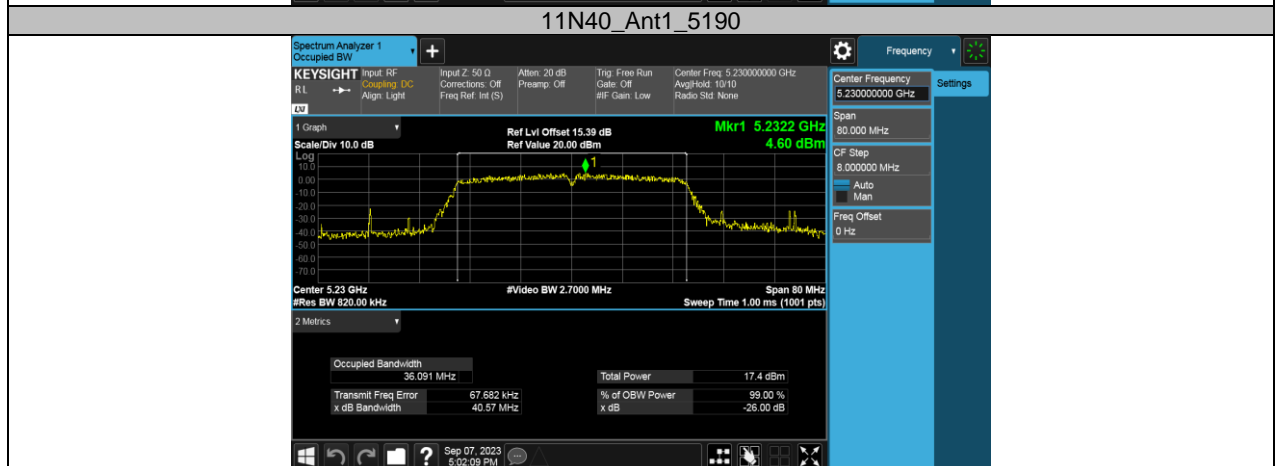 11N40_Ant1_5190
Spectrum Analyzer 1
Occupied BW
+
Frequency
KEYSIGHT
RL
LXI
Input: RF
Coupling: DC
Align: Light
Input Z: 50 Ω
Corrections: Off
Freq Ref: Int (S)
Atten: 20 dB
Preamp: Off
Trig: Free Run
Gate: Off
#IF Gain: Low
Center Freq: 5.230000000 GHz
Avg|Hold: 10/10
Radio Std: None
Center Frequency
5.230000000 GHz
Settings
Span
80.000 MHz
CF Step
8.000000 MHz
Auto
Man
Freq Offset
0 Hz
1 Graph
Scale/Div 10.0 dB
Ref Lvl Offset 15.39 dB
Ref Value 20.00 dBm
Mkr1 5.2322 GHz
4.60 dBm
Log
1
10.0
0.00
-10.0
-20.0
-30.0
-40.0
-50.0
-60.0
-70.0
Center 5.23 GHz
#Res BW 820.00 kHz
#Video BW 2.7000 MHz
Span 80 MHz
Sweep Time 1.00 ms (1001 pts)
2 Metrics
Occupied Bandwidth
36.091 MHz
Total Power 17.4 dBm
Transmit Freq Error 67.682 kHz
% of OBW Power 99.00 %
x dB Bandwidth 40.57 MHz
x dB -26.00 dB
?
Sep 07, 2023
5:02:09 PM